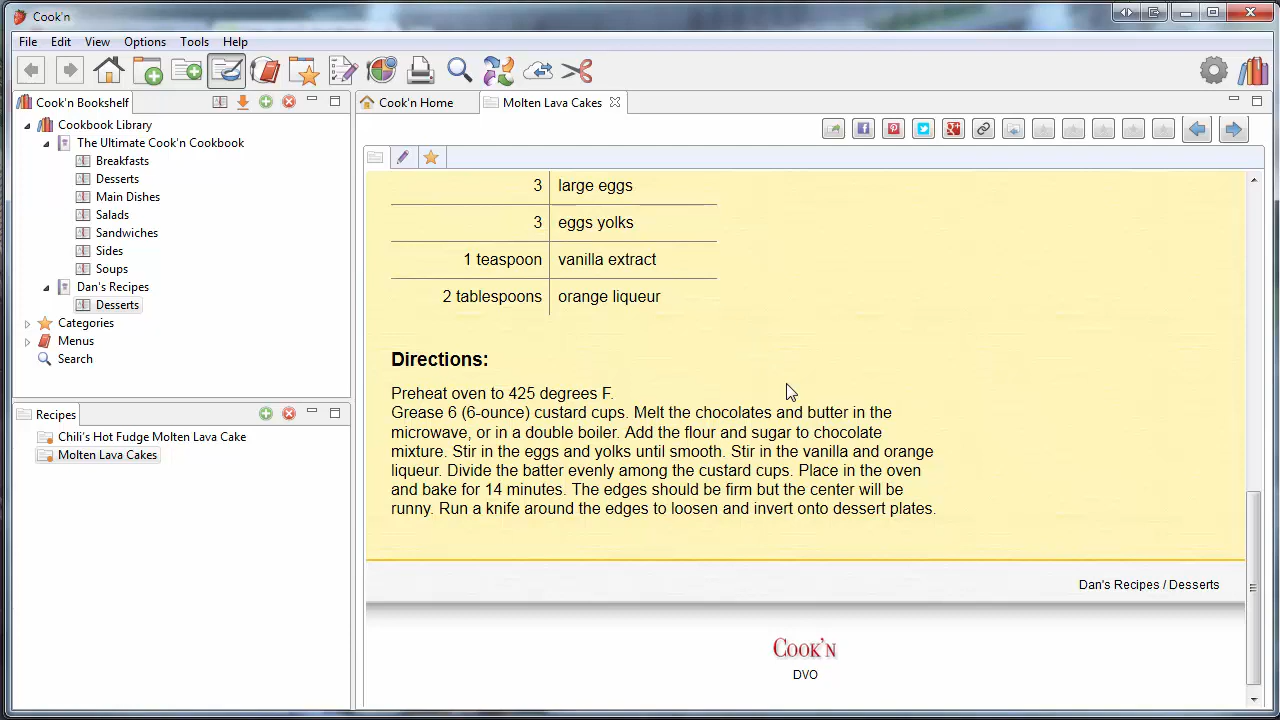 Cook'n
File Edit View Options Tools Help
Cook'n Bookshelf
Cookbook Library
The Ultimate Cook'n Cookbook
Breakfasts
Desserts
Main Dishes
Salads
Sandwiches
Sides
Soups
Dan's Recipes
Desserts
Categories
Menus
Search
Recipes
Chili's Hot Fudge Molten Lava Cake
Molten Lava Cakes
Cook'n Home
Molten Lava Cakes
3 large eggs
3 eggs yolks
1 teaspoon vanilla extract
2 tablespoons orange liqueur
Directions:
Preheat oven to 425 degrees F.
Grease 6 (6-ounce) custard cups. Melt the chocolates and butter in the
microwave, or in a double boiler. Add the flour and sugar to chocolate
mixture. Stir in the eggs and yolks until smooth. Stir in the vanilla and orange
liqueur. Divide the batter evenly among the custard cups. Place in the oven
and bake for 14 minutes. The edges should be firm but the center will be
runny. Run a knife around the edges to loosen and invert onto dessert plates.
Dan's Recipes / Desserts
COOK'N
DVO